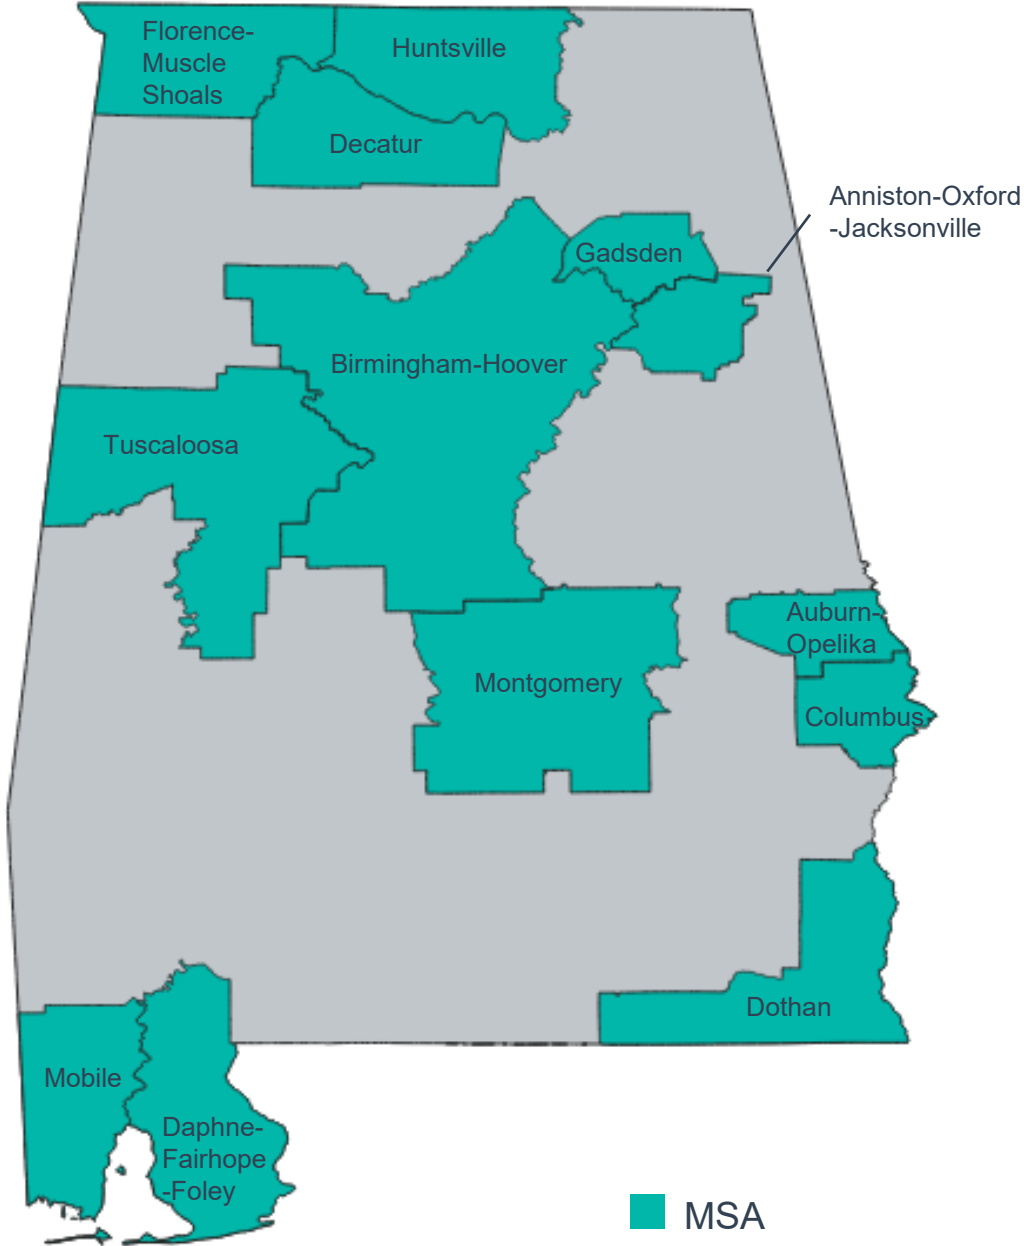 Florence-
Muscle
Shoals
Huntsville
Decatur
Anniston-Oxford
-Jacksonville
Gadsden
Birmingham-Hoover
Tuscaloosa
Auburn-
Opelika
Montgomery
Columbus
Dothan
Mobile
Daphne-
Fairhope
-Foley
MSA